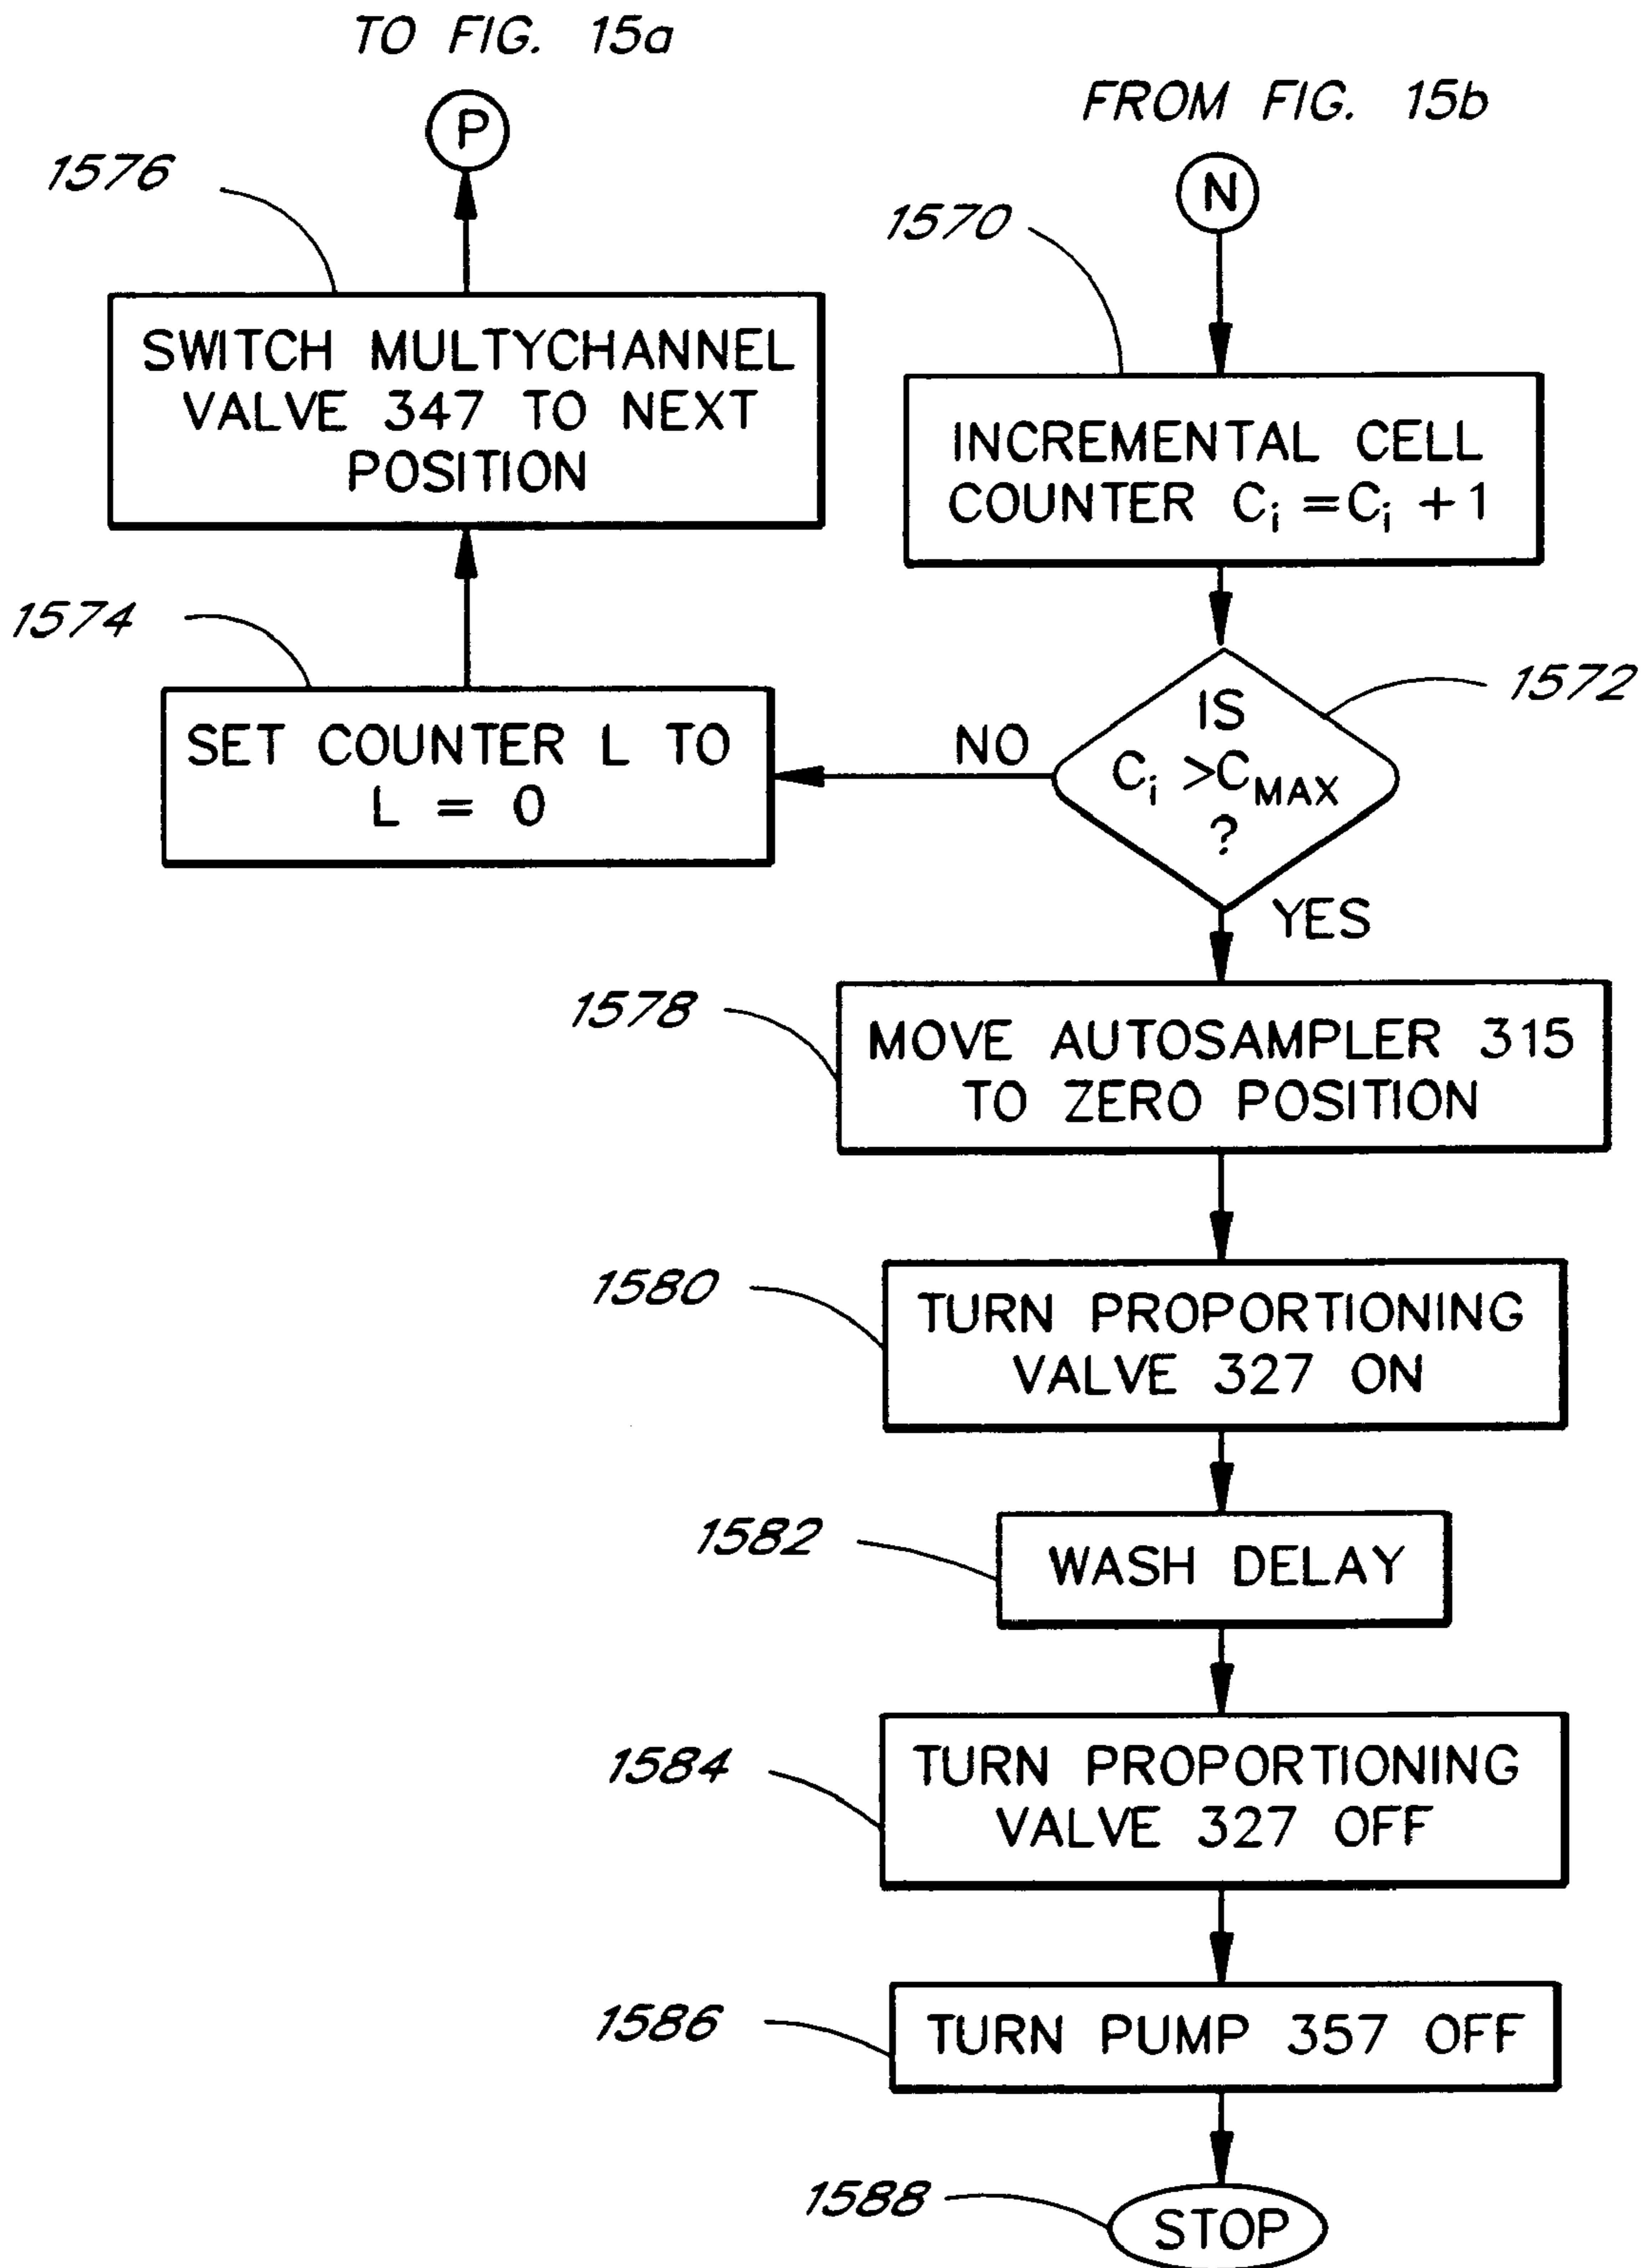 TO FIG. 15a
P
1576
SWITCH MULTYCHANNEL
VALVE 347 TO NEXT
POSITION
1574
SET COUNTER L TO
L = 0
FROM FIG. 15b
N
1570
INCREMENTAL CELL
COUNTER Ci =Ci +1
1572
IS
Ci >CMAX
?
NO
YES
1578
MOVE AUTOSAMPLER 315
TO ZERO POSITION
1580
TURN PROPORTIONING
VALVE 327 ON
1582
WASH DELAY
1584
TURN PROPORTIONING
VALVE 327 OFF
1586
TURN PUMP 357 OFF
1588
STOP